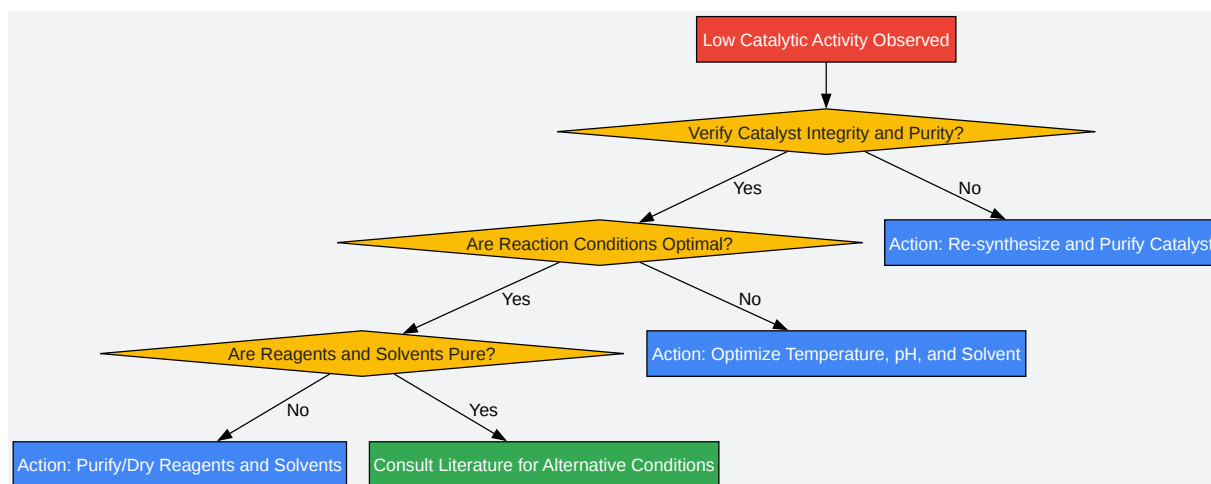 Low Catalytic Activity Observed
Verify Catalyst Integrity and Purity?
Yes
No
Are Reaction Conditions Optimal?
Action: Re-synthesize and Purify Catalyst
Yes
No
Are Reagents and Solvents Pure?
Action: Optimize Temperature, pH, and Solvent
No
Yes
Action: Purify/Dry Reagents and Solvents
Consult Literature for Alternative Conditions